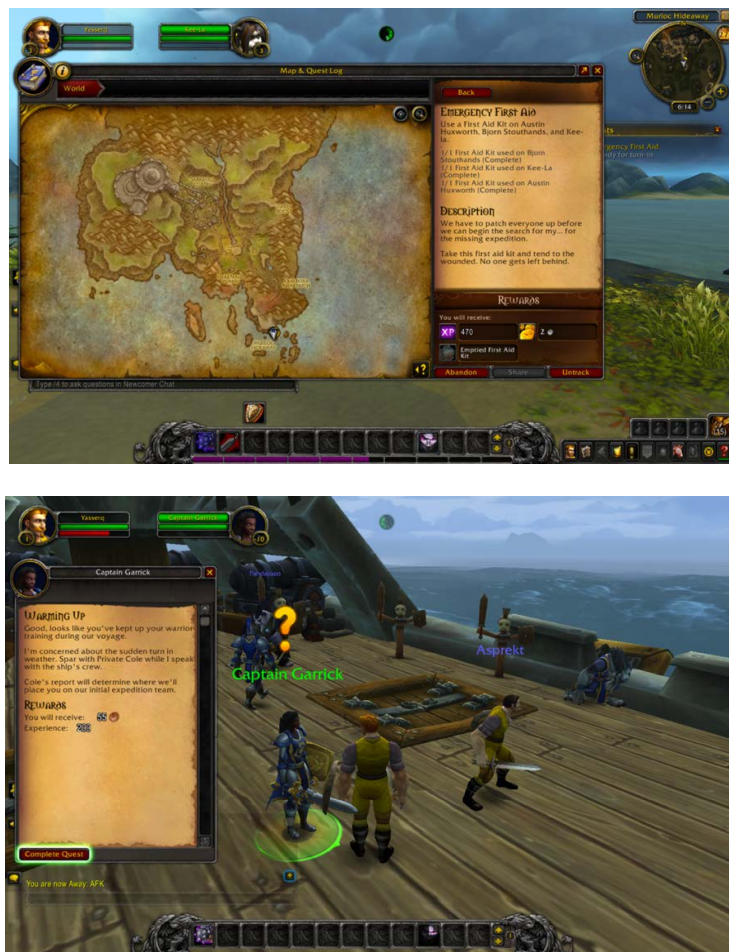 Yasserq
Kee-La
Murloc Hideaway
Map & Quest Log
World
Back
6:14
Emergency First Aid
Use a First Aid Kit on Austin
Huxworth, Bjorn Stouthands, and Kee-
la.
1/1 First Aid Kit used on Bjorn
Stouthands (Complete)
1/1 First Aid Kit used on Kee-La
(Complete)
1/1 First Aid Kit used on Austin
Huxworth (Complete)
Description
We have to patch everyone up before
we can begin the search for my... for
the missing expedition.
Take this first aid kit and tend to the
wounded. No one gets left behind.
Rewards
You will receive:
XP 470
2
Emptied First Aid
Kit
Abandon
Share
Untrack
Type /4 to ask questions in Newcomer Chat
Yasserq
Captain Garrick
Captain Garrick
Warming Up
Good, looks like you've kept up your warrior
training during our voyage.
I'm concerned about the sudden turn in
weather. Spar with Private Cole while I speak
with the ship's crew.
Cole's report will determine where we'll
place you on our initial expedition team.
Rewards
You will receive: 55
Experience:
Complete Quest
You are now Away: AFK
Captain Garrick
Asprekt